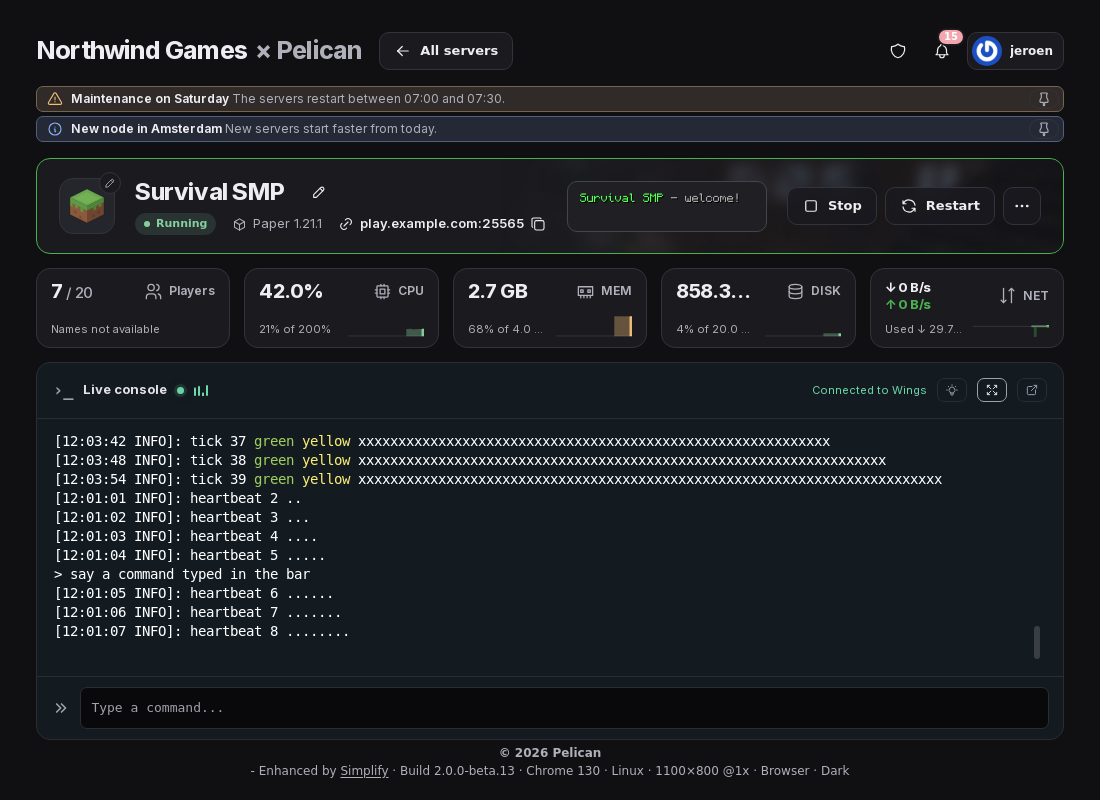 Northwind Games × Pelican
All servers
15
jeroen
Maintenance on Saturday The servers restart between 07:00 and 07:30.
New node in Amsterdam New servers start faster from today.
Survival SMP
Running
Paper 1.21.1
play.example.com:25565
Survival SMP – welcome!
Stop
Restart
7 / 20
Players
Names not available
42.0%
CPU
21% of 200%
2.7 GB
MEM
68% of 4.0 ...
858.3...
DISK
4% of 20.0 ...
↓ 0 B/s
↑ 0 B/s
NET
Used ↓ 29.7...
Live console
Connected to Wings
[12:03:42 INFO]: tick 37 green yellow xxxxxxxxxxxxxxxxxxxxxxxxxxxxxxxxxxxxxxxxxxxxxxxxxxxxxxxxxxx
[12:03:48 INFO]: tick 38 green yellow xxxxxxxxxxxxxxxxxxxxxxxxxxxxxxxxxxxxxxxxxxxxxxxxxxxxxxxxxxxxxxxxxx
[12:03:54 INFO]: tick 39 green yellow xxxxxxxxxxxxxxxxxxxxxxxxxxxxxxxxxxxxxxxxxxxxxxxxxxxxxxxxxxxxxxxxxxxxxxxxx
[12:01:01 INFO]: heartbeat 2 ..
[12:01:02 INFO]: heartbeat 3 ...
[12:01:03 INFO]: heartbeat 4 ....
[12:01:04 INFO]: heartbeat 5 .....
> say a command typed in the bar
[12:01:05 INFO]: heartbeat 6 ......
[12:01:06 INFO]: heartbeat 7 .......
[12:01:07 INFO]: heartbeat 8 ........
Type a command...
© 2026 Pelican
- Enhanced by Simplify · Build 2.0.0-beta.13 · Chrome 130 · Linux · 1100×800 @1x · Browser · Dark